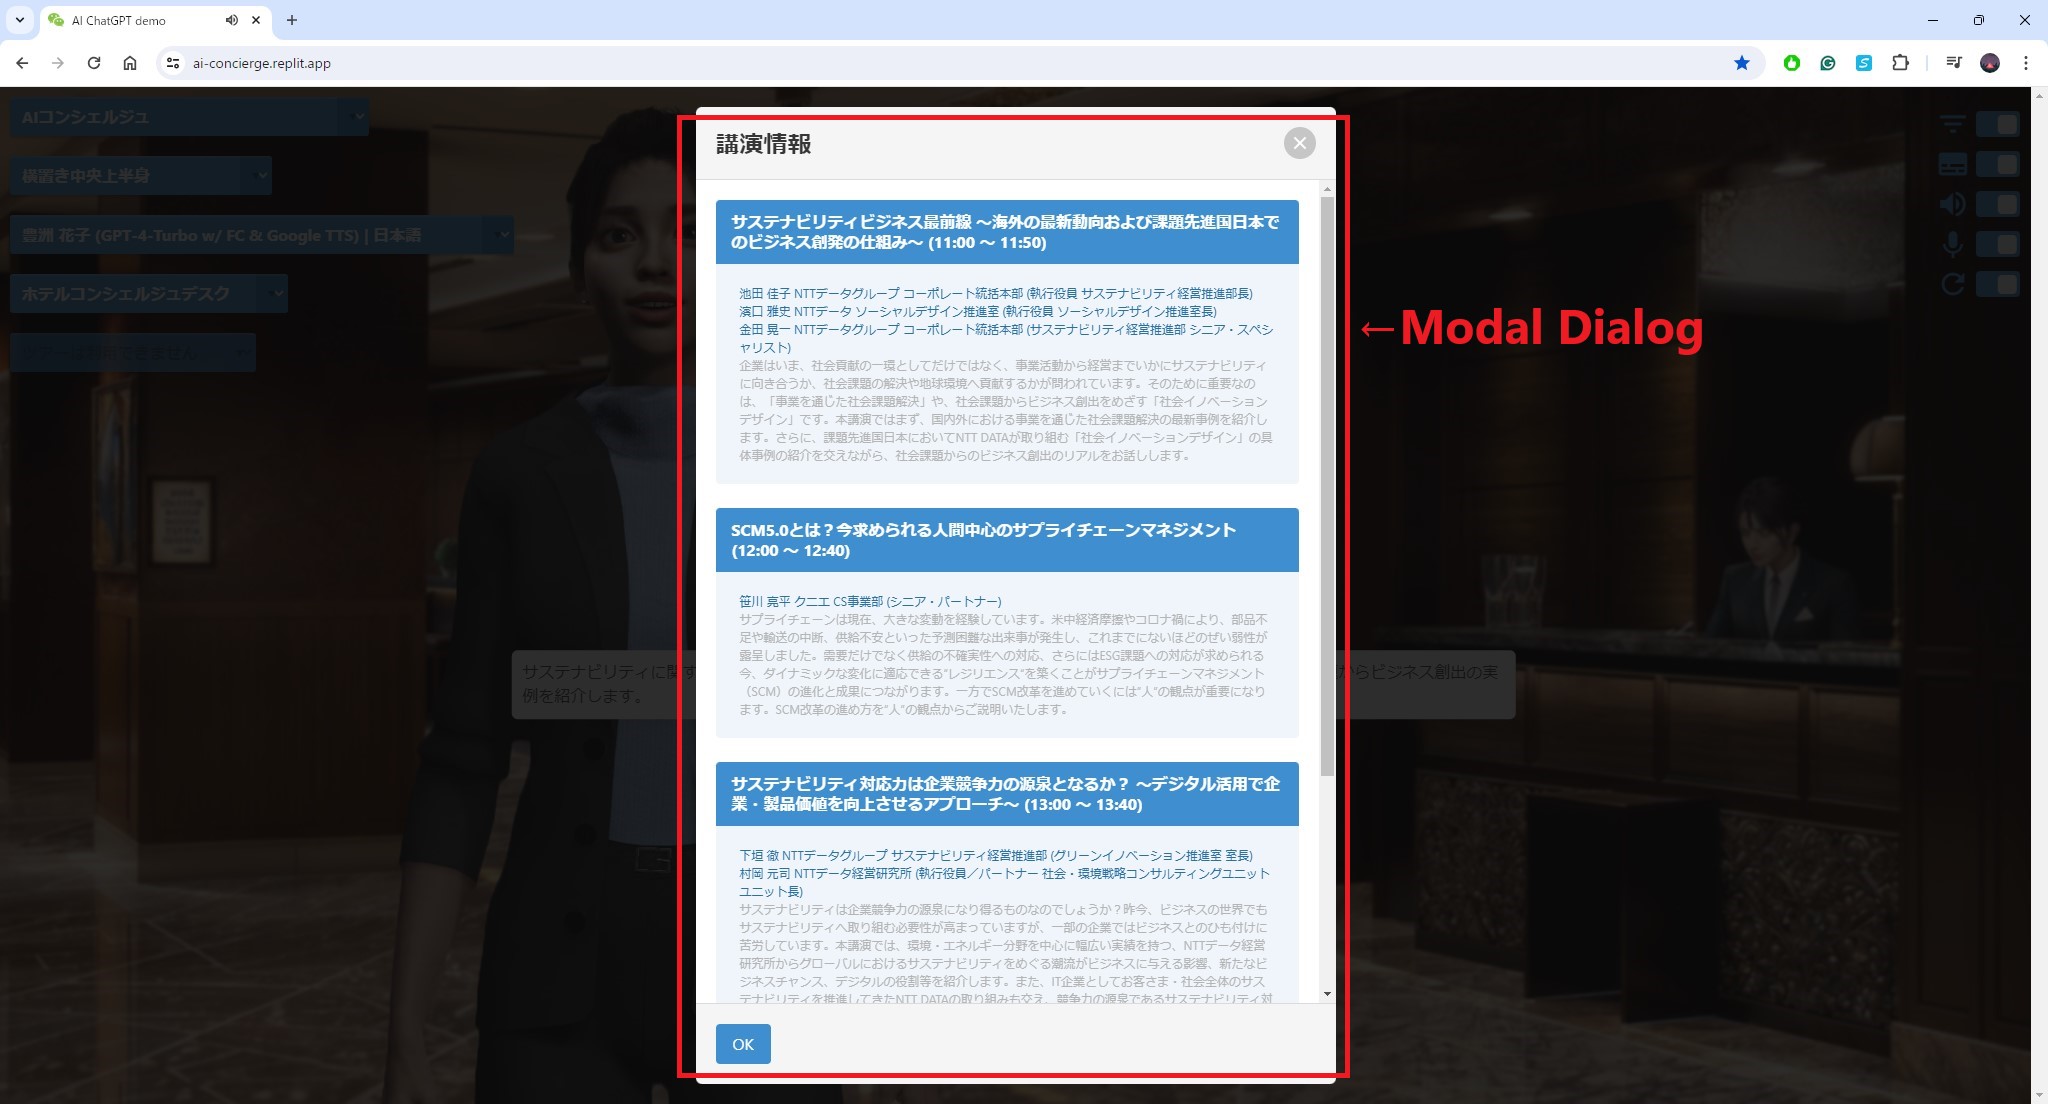 AI ChatGPT demo
ai-concierge.replit.app
AIコンシェルジュ
横置き中央上半身
豊洲 花子 (GPT-4-Turbo w/ FC & Google TTS) | 日本語
ホテルコンシェルジュデスク
講演情報
サステナビリティビジネス最前線 ～海外の最新動向および課題先進国日本で
のビジネス創発の仕組み～ (11:00 ～ 11:50)
池田 佳子 NTTデータグループ コーポレート統括本部 (執行役員 サステナビリティ経営推進部長)
濱口 雅史 NTTデータ ソーシャルデザイン推進室 (執行役員 ソーシャルデザイン推進室長)
金田 晃一 NTTデータグループ コーポレート統括本部 (サステナビリティ経営推進部 シニア・スペシ
ャリスト)
企業はいま、社会貢献の一環としてだけではなく、事業活動から経営までいかにサステナビリティ
に向き合うか、社会課題の解決や地球環境へ貢献するかが問われています。そのために重要なの
は、「事業を通じた社会課題解決」や、社会課題からビジネス創出をめざす「社会イノベーション
デザイン」です。本講演ではまず、国内外における事業を通じた社会課題解決の最新事例を紹介し
ます。さらに、課題先進国日本においてNTT DATAが取り組む「社会イノベーションデザイン」の具
体事例の紹介を交えながら、社会課題からのビジネス創出のリアルをお話しします。
SCM5.0とは？今求められる人間中心のサプライチェーンマネジメント
(12:00 ～ 12:40)
笹川 亮平 クニエ CS事業部 (シニア・パートナー)
サプライチェーンは現在、大きな変動を経験しています。米中経済摩擦やコロナ禍により、部品不
足や輸送の中断、供給不安といった予測困難な出来事が発生し、これまでにないほどのぜい弱性が
露呈しました。需要だけでなく供給の不確実性への対応、さらにはESG課題への対応が求められる
今、ダイナミックな変化に適応できる“レジリエンス”を築くことがサプライチェーンマネジメント
（SCM）の進化と成果につながります。一方でSCM改革を進めていくには“人”の観点が重要になり
ます。SCM改革の進め方を“人”の観点からご説明いたします。
サステナビリティ対応力は企業競争力の源泉となるか？ ～デジタル活用で企
業・製品価値を向上させるアプローチ～ (13:00 ～ 13:40)
下垣 徹 NTTデータグループ サステナビリティ経営推進部 (グリーンイノベーション推進室 室長)
村岡 元司 NTTデータ経営研究所 (執行役員／パートナー 社会・環境戦略コンサルティングユニット
ユニット長)
サステナビリティは企業競争力の源泉になり得るものなのでしょうか？昨今、ビジネスの世界でも
サステナビリティへ取り組む必要性が高まっていますが、一部の企業ではビジネスとのひも付けに
苦労しています。本講演では、環境・エネルギー分野を中心に幅広い実績を持つ、NTTデータ経営
研究所からグローバルにおけるサステナビリティをめぐる潮流がビジネスに与える影響、新たなビ
ジネスチャンス、デジタルの役割等を紹介します。また、IT企業としてお客さま・社会全体のサス
テナビリティを推進してきたNTT DATAの取り組みも交え、競争力の源泉であるサステナビリティ対
OK
←Modal Dialog
サステナビリティに関す
からビジネス創出の実
例を紹介します。